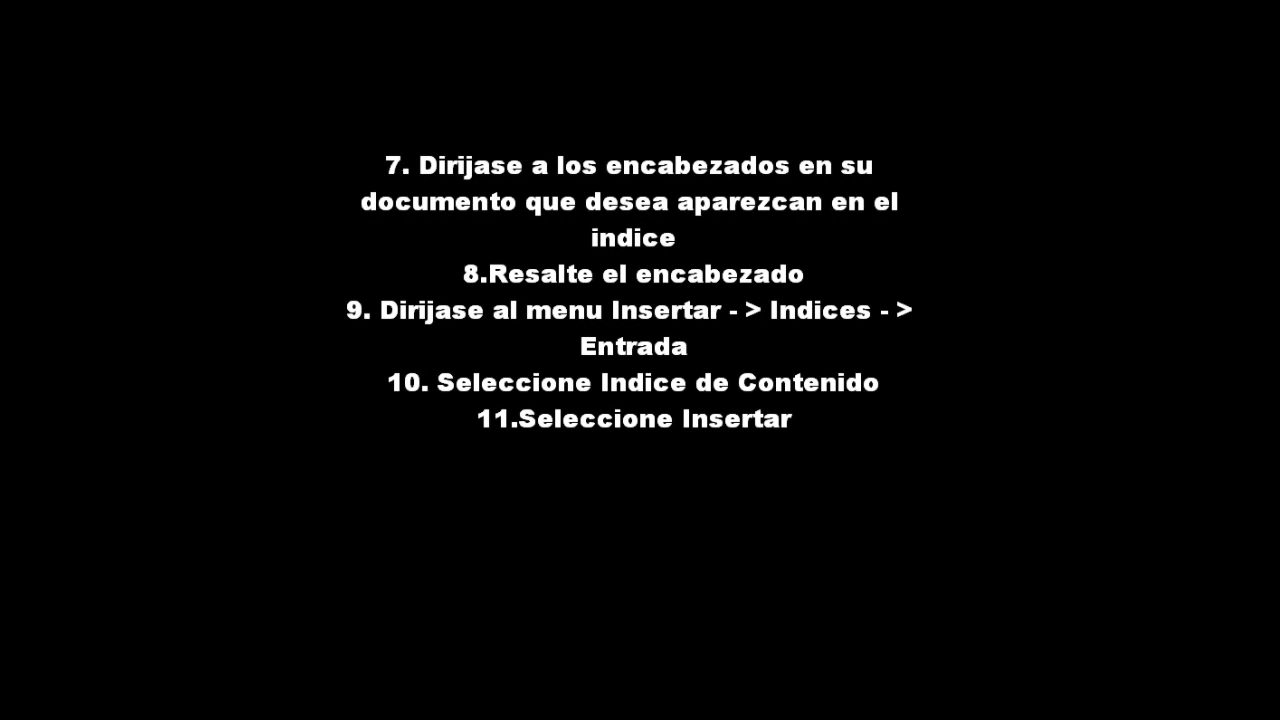 7. Dirijase a los encabezados en su
documento que desea aparezcan en el
indice
8.Resalte el encabezado
9. Dirijase al menu Insertar - > Indices - >
Entrada
10. Seleccione Indice de Contenido
11.Seleccione Insertar